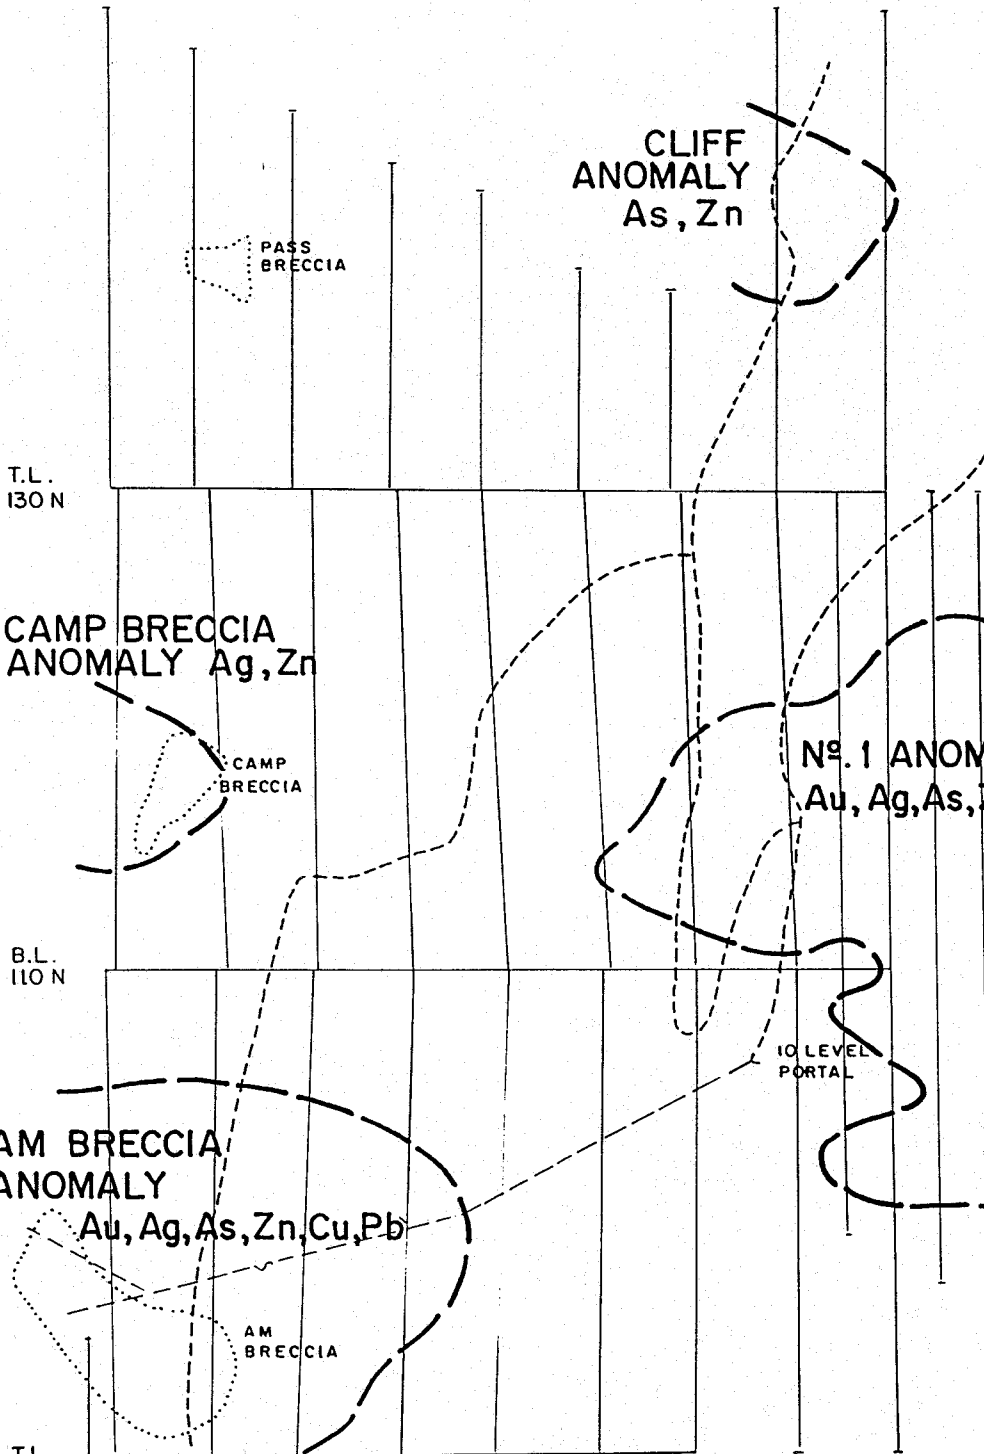 CLIFF
ANOMALY
As, Zn
PASS
BRECCIA
T.L.
130 N
CAMP BRECCIA
ANOMALY Ag, Zn
CAMP
BRECCIA
Nº. 1 ANOM
Au, Ag, As,
B.L.
110 N
10 LEVEL
PORTAL
AM BRECCIA
ANOMALY
Au, Ag, As, Zn, Cu, Pb
AM
BRECCIA
T.L.